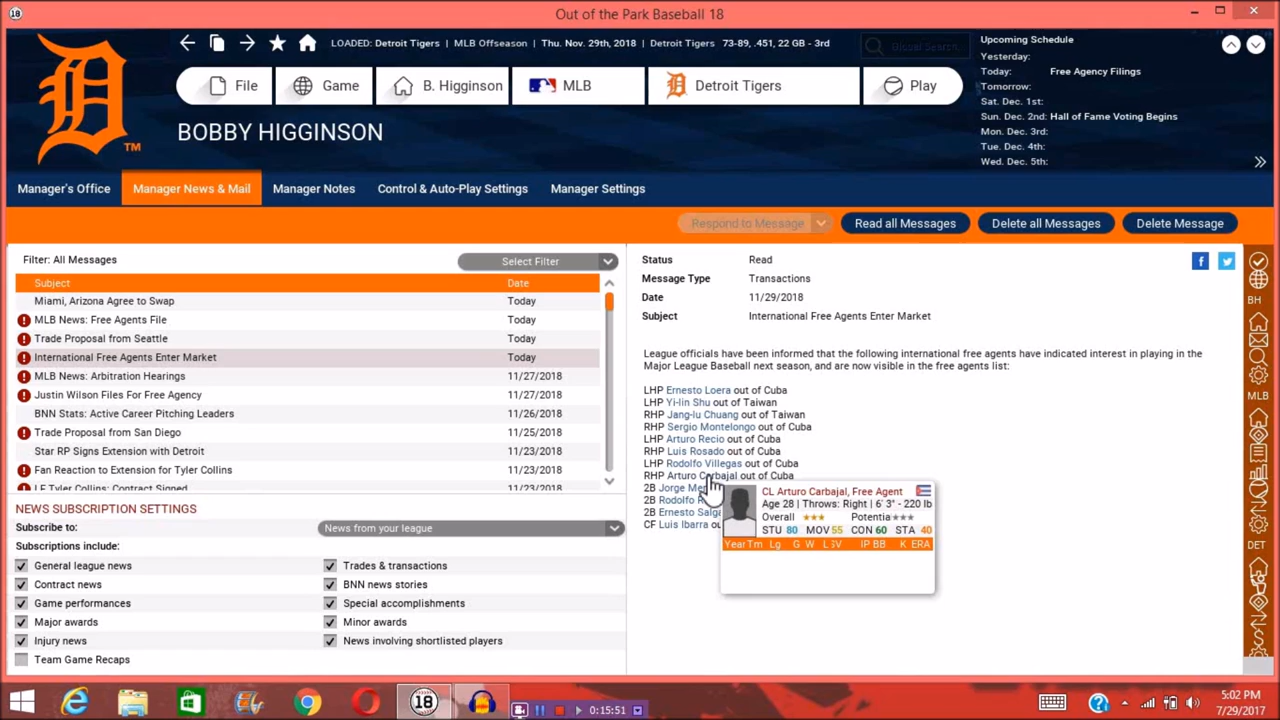 18
Out of the Park Baseball 18
LOADED: Detroit Tigers | MLB Offseason | Thu. Nov. 29th, 2018 | Detroit Tigers 73-89, .451, 22 GB - 3rd
Global Search
File
Game
B. Higginson
MLB
Detroit Tigers
Play
TM
BOBBY HIGGINSON
Upcoming Schedule
Yesterday:
Today: Free Agency Filings
Tomorrow:
Sat. Dec. 1st:
Sun. Dec. 2nd: Hall of Fame Voting Begins
Mon. Dec. 3rd:
Tue. Dec. 4th:
Wed. Dec. 5th:
Manager's Office
Manager News & Mail
Manager Notes
Control & Auto-Play Settings
Manager Settings
Respond to Message
Read all Messages
Delete all Messages
Delete Message
Filter: All Messages
Select Filter
Subject Date
Miami, Arizona Agree to Swap Today
MLB News: Free Agents File Today
Trade Proposal from Seattle Today
International Free Agents Enter Market Today
MLB News: Arbitration Hearings 11/27/2018
Justin Wilson Files For Free Agency 11/27/2018
BNN Stats: Active Career Pitching Leaders 11/26/2018
Trade Proposal from San Diego 11/25/2018
Star RP Signs Extension with Detroit 11/23/2018
Fan Reaction to Extension for Tyler Collins 11/23/2018
LF Tyler Collins: Contract Signed 11/23/2018
NEWS SUBSCRIPTION SETTINGS
Subscribe to: News from your league
Subscriptions include:
General league news
Trades & transactions
Contract news
BNN news stories
Game performances
Special accomplishments
Major awards
Minor awards
Injury news
News involving shortlisted players
Team Game Recaps
Status Read
Message Type Transactions
Date 11/29/2018
Subject International Free Agents Enter Market
League officials have been informed that the following international free agents have indicated interest in playing in the
Major League Baseball next season, and are now visible in the free agents list:
LHP Ernesto Loera out of Cuba
LHP Yi-lin Shu out of Taiwan
RHP Jang-lu Chuang out of Taiwan
RHP Sergio Montelongo out of Cuba
LHP Arturo Recio out of Cuba
RHP Luis Rosado out of Cuba
LHP Rodolfo Villegas out of Cuba
RHP Arturo Carbajal out of Cuba
2B Jorge
2B Rodolfo
2B Ernesto
CF Luis Ibarra
CL Arturo Carbajal, Free Agent
Age 28 | Throws: Right | 6' 3" - 220 lb
Overall Potential
STU 80 MOV 55 CON 60 STA 40
Year Tm Lg G W L SV IP BB K ERA
BH
MLB
DET
18
0:15:51
5:02 PM
7/29/2017